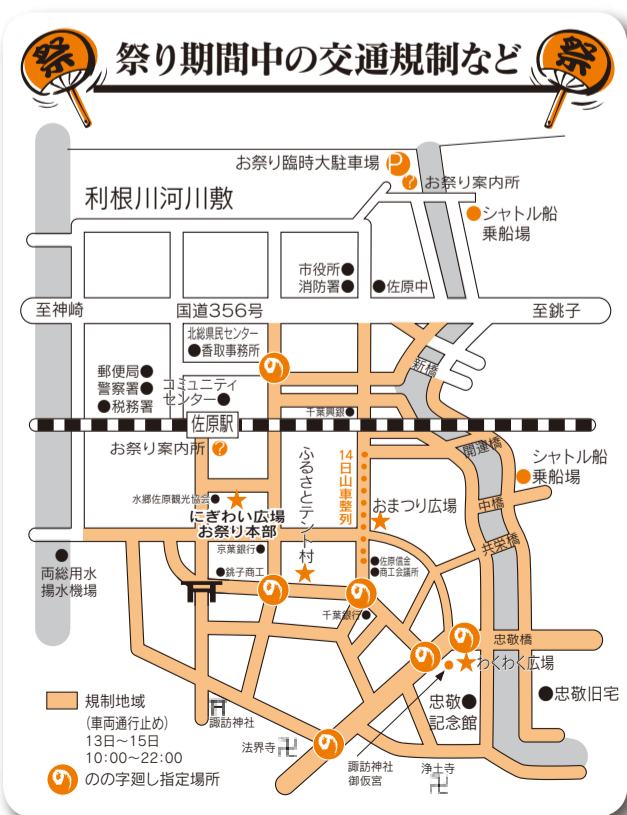 祭
祭り期間中の交通規制など
祭
お祭り臨時大駐車場
P
? お祭り案内所
利根川河川敷
シャトル船
乗船場
市役所
消防署
佐原中
至神崎
国道356号
至銚子
北総県民センター
香取事務所
の
新橋
郵便局
警察署
税務署
コミュニティ
センター
千葉興銀
佐原駅
お祭り案内所 ?
ふるさとテント村
14日山車整列
開運橋
シャトル船
乗船場
水郷佐原観光協会
にぎわい広場
お祭り本部
おまつり広場
中橋
共栄橋
京葉銀行
銚子商工
佐原信金
商工会議所
両総用水
揚水機場
の
の
千葉銀行
の
の
忠敬橋
わくわく広場
忠敬
記念館
忠敬旧宅
規制地域
(車両通行止め)
13日〜15日
10:00〜22:00
諏訪神社
法界寺
の
諏訪神社
御仮宮
浄土寺
の のの字廻し指定場所